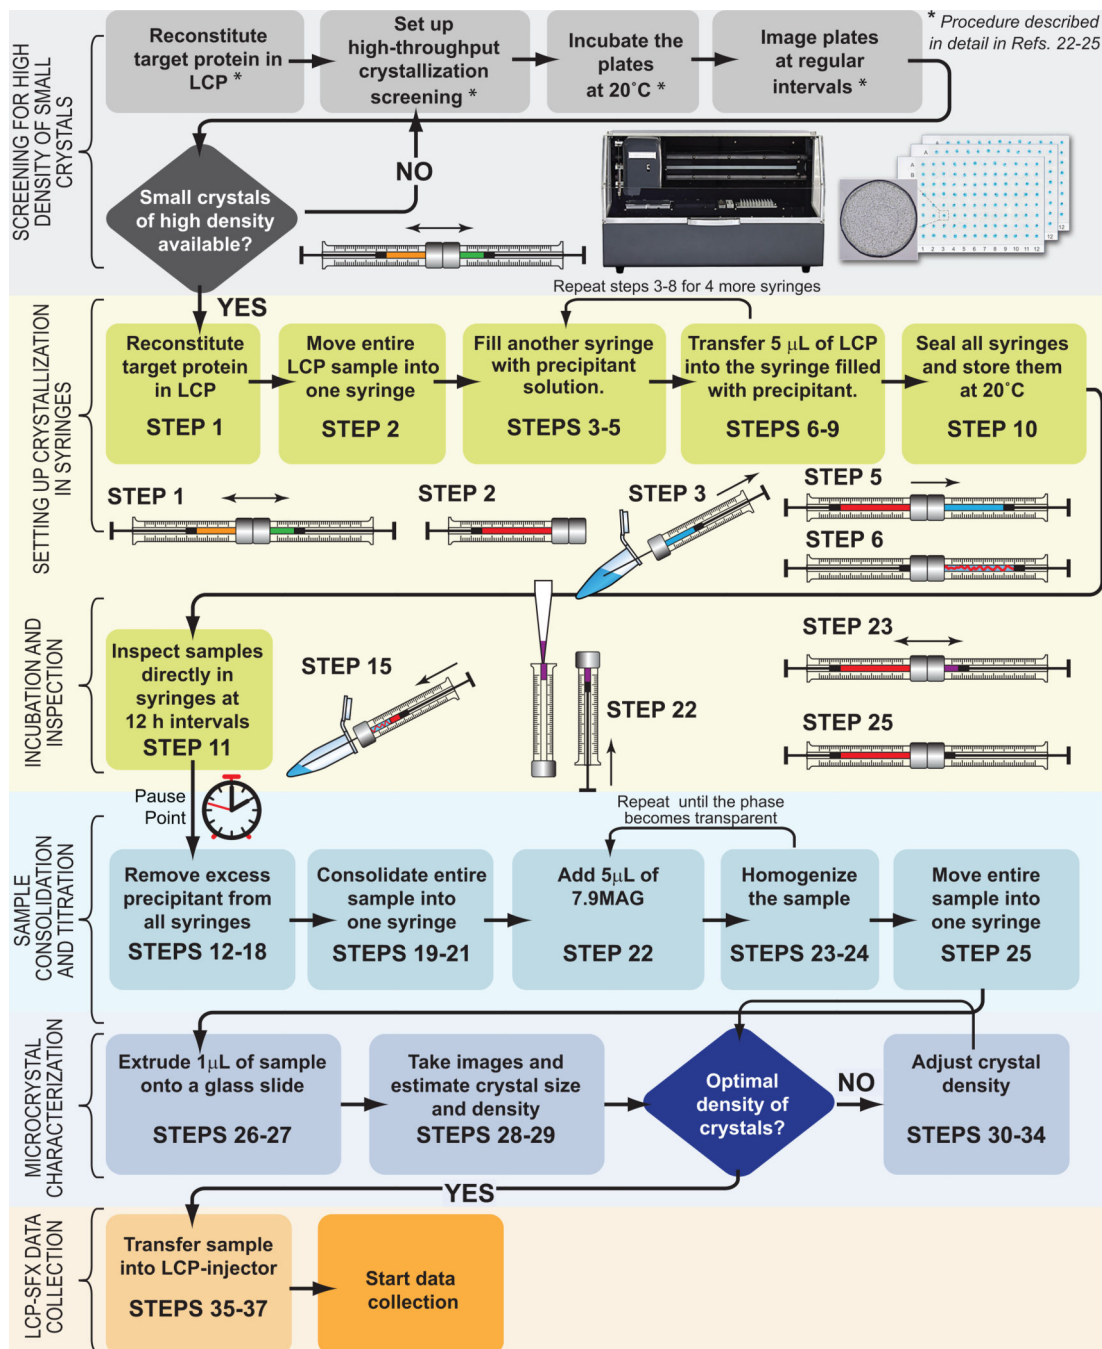 SCREENING FOR HIGH
DENSITY OF SMALL
CRYSTALS
Reconstitute
target protein in
LCP *
Set up
high-throughput
crystallization
screening *
Incubate the
plates
at 20˚C *
Image plates
at regular
intervals *
* Procedure described
in detail in Refs. 22-25
Small crystals
of high density
available?
NO
YES
Repeat steps 3-8 for 4 more syringes
SETTING UP CRYSTALLIZATION
IN SYRINGES
Reconstitute
target protein
in LCP
STEP 1
Move entire
LCP sample into
one syringe
STEP 2
Fill another syringe
with precipitant
solution.
STEPS 3-5
Transfer 5 μL of LCP
into the syringe filled
with precipitant.
STEPS 6-9
Seal all syringes
and store them
at 20˚C
STEP 10
STEP 1
STEP 2
STEP 3
STEP 5
STEP 6
INCUBATION AND
INSPECTION
Inspect samples
directly in
syringes at
12 h intervals
STEP 11
STEP 15
STEP 22
STEP 23
STEP 25
Pause
Point
Repeat until the phase
becomes transparent
SAMPLE
CONSOLIDATION
AND TITRATION
Remove excess
precipitant from
all syringes
STEPS 12-18
Consolidate entire
sample into
one syringe
STEPS 19-21
Add 5μL of
7.9MAG
STEP 22
Homogenize
the sample
STEPS 23-24
Move entire
sample into
one syringe
STEP 25
MICROCRYSTAL
CHARACTERIZATION
Extrude 1μL of sample
onto a glass slide
STEPS 26-27
Take images and
estimate crystal size
and density
STEPS 28-29
Optimal
density of
crystals?
NO
Adjust crystal
density
STEPS 30-34
YES
LCP-SFX DATA
COLLECTION
Transfer sample
into LCP-injector
STEPS 35-37
Start data
collection